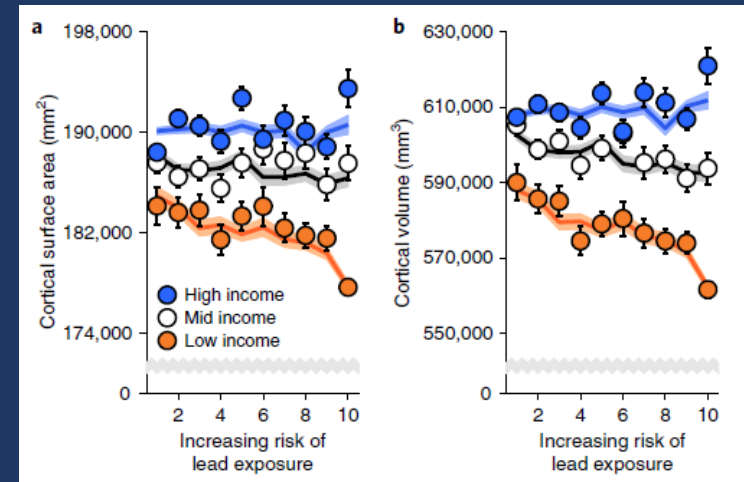 a
198,000
190,000
182,000
174,000
0
Cortical surface area (mm²)
High income
Mid income
Low income
2 4 6 8 10
Increasing risk of
lead exposure
b
630,000
610,000
590,000
570,000
550,000
0
Cortical volume (mm³)
2 4 6 8 10
Increasing risk of
lead exposure